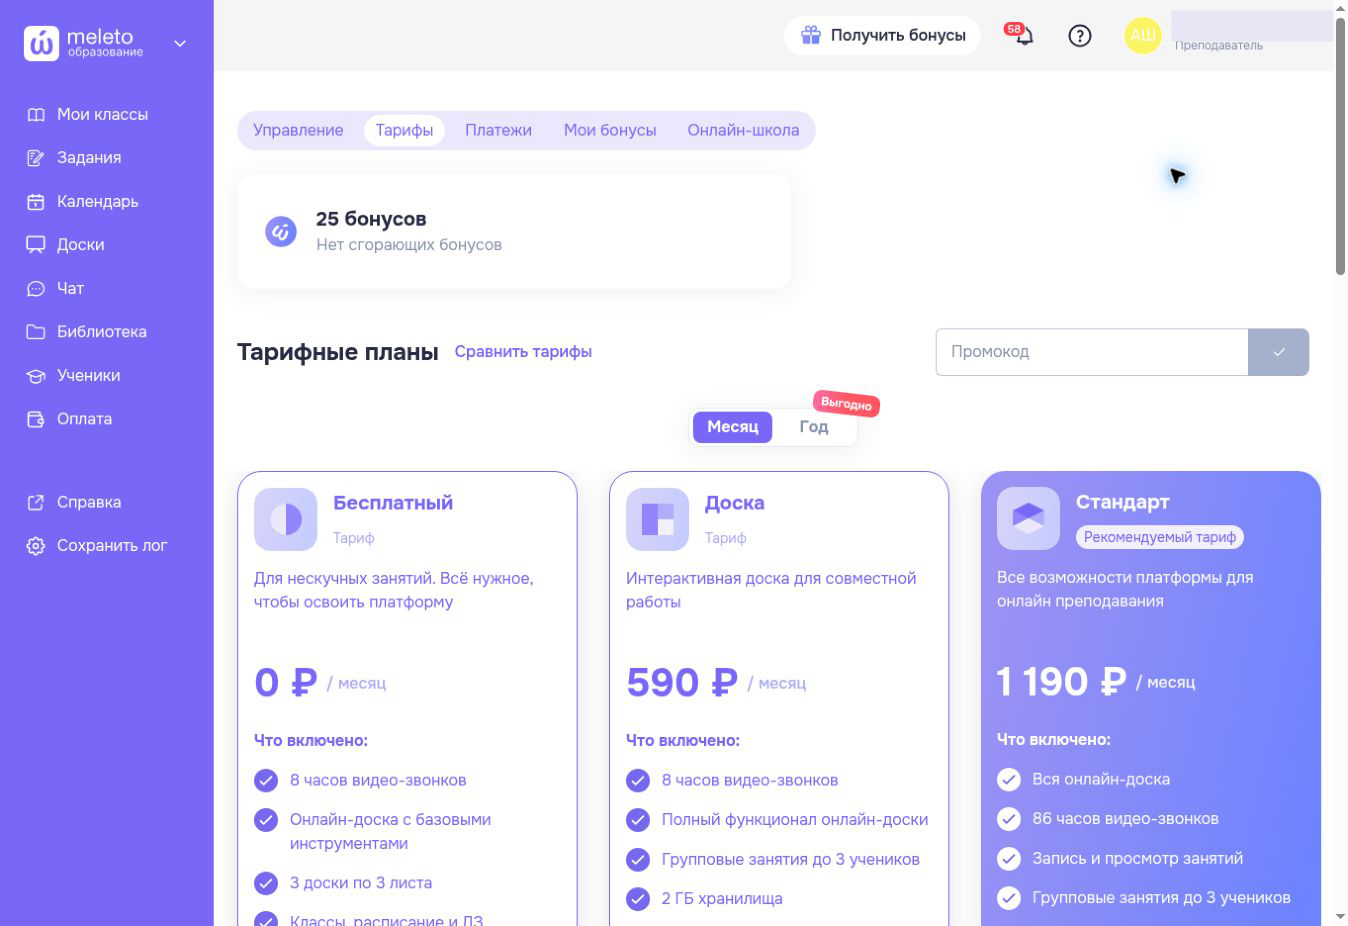 meleto
образование
Мои классы
Задания
Календарь
Доски
Чат
Библиотека
Ученики
Оплата
Справка
Сохранить лог
Получить бонусы
58
АШ
Преподаватель
Управление
Тарифы
Платежи
Мои бонусы
Онлайн-школа
25 бонусов
Нет сгорающих бонусов
Тарифные планы
Сравнить тарифы
Промокод
Месяц
Год
Выгодно
Бесплатный
Тариф
Для нескучных занятий. Всё нужное,
чтобы освоить платформу
0 ₽ / месяц
Что включено:
8 часов видео-звонков
Онлайн-доска с базовыми
инструментами
3 доски по 3 листа
Классы, расписание и ДЗ
Доска
Тариф
Интерактивная доска для совместной
работы
590 ₽ / месяц
Что включено:
8 часов видео-звонков
Полный функционал онлайн-доски
Групповые занятия до 3 учеников
2 ГБ хранилища
Стандарт
Рекомендуемый тариф
Все возможности платформы для
онлайн преподавания
1 190 ₽ / месяц
Что включено:
Вся онлайн-доска
86 часов видео-звонков
Запись и просмотр занятий
Групповые занятия до 3 учеников